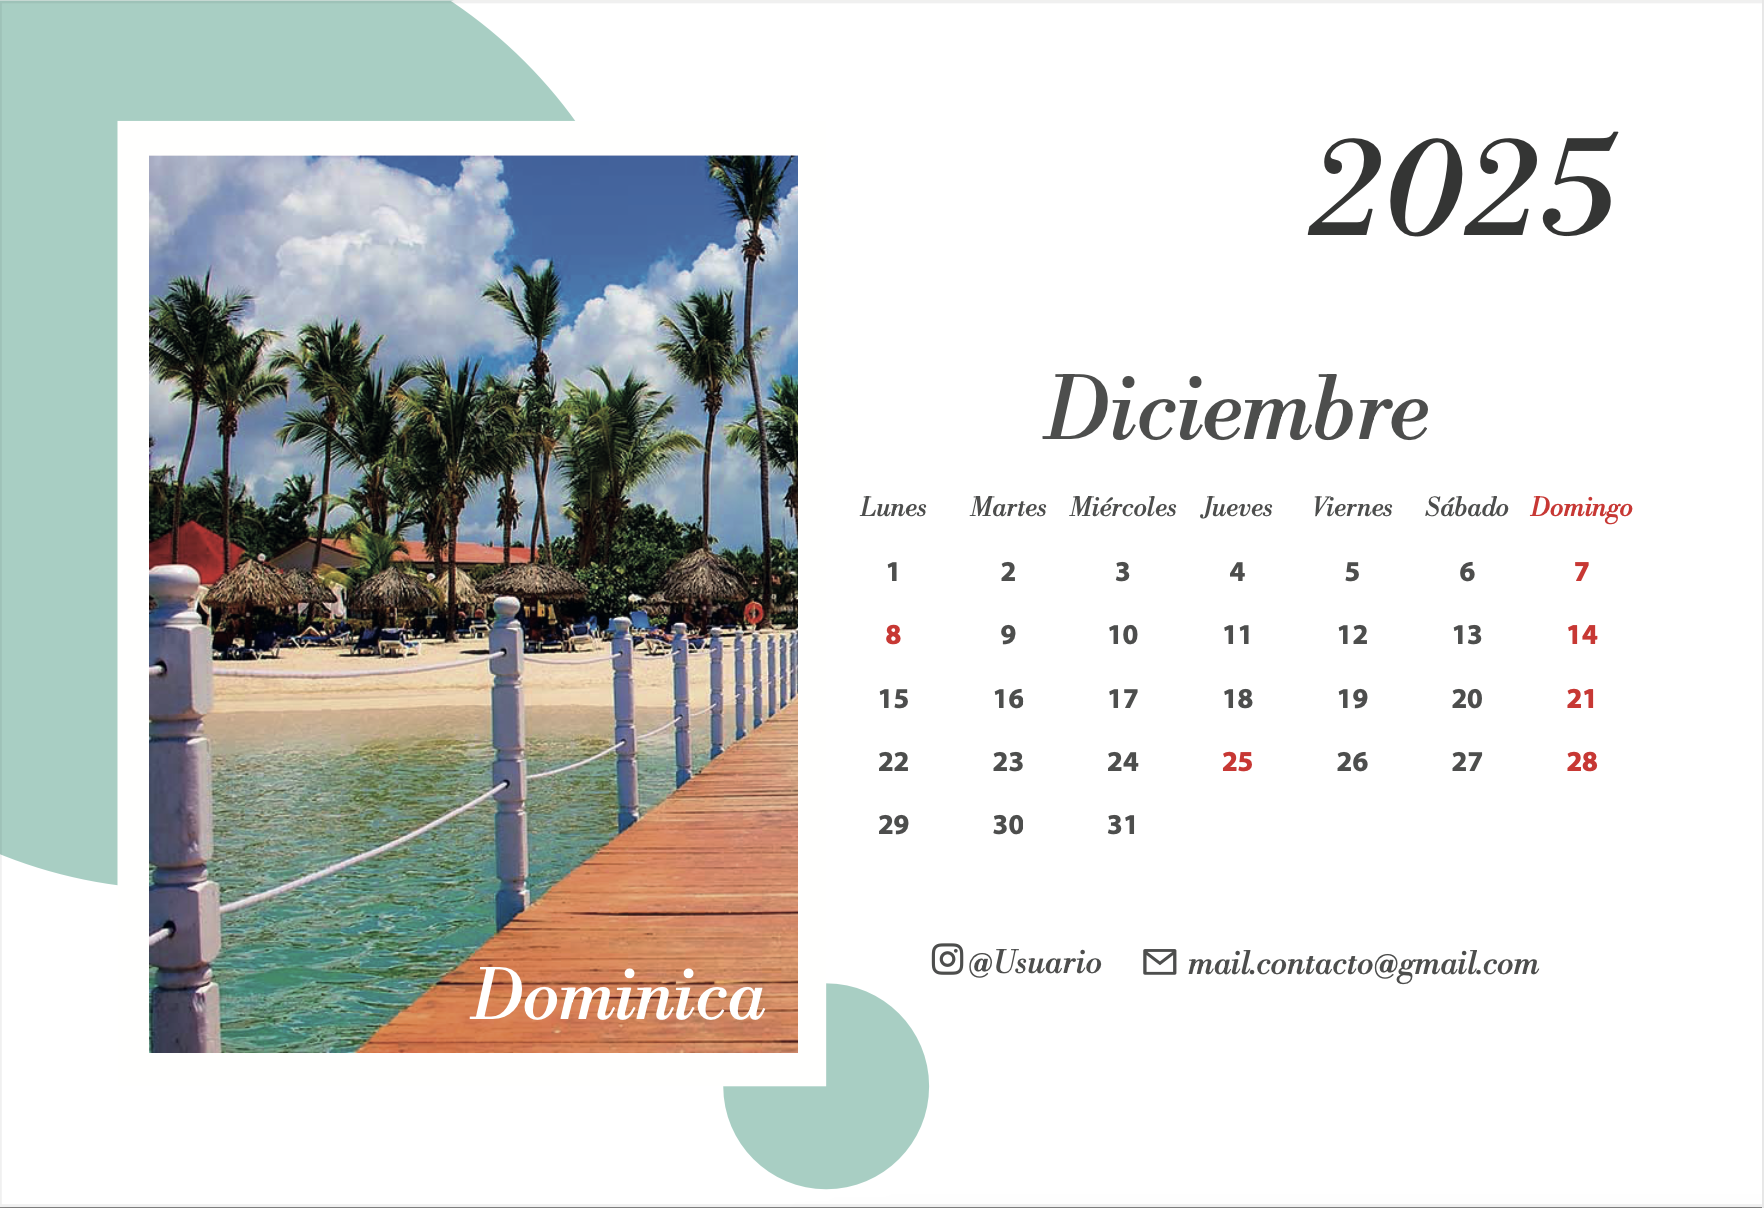 2025
Diciembre
Lunes Martes Miércoles Jueves Viernes Sábado Domingo
1 2 3 4 5 6 7
8 9 10 11 12 13 14
15 16 17 18 19 20 21
22 23 24 25 26 27 28
29 30 31
@Usuario mail.contacto@gmail.com
Dominica